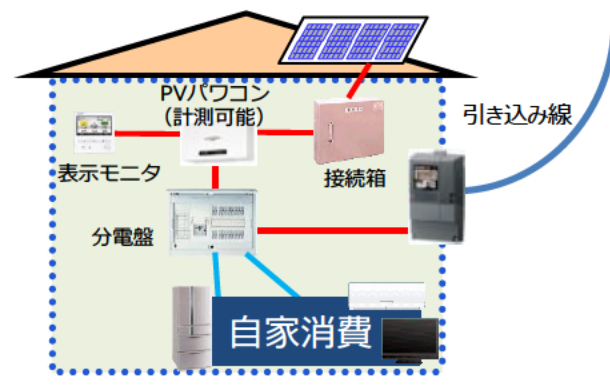 PVパワコン
（計測可能）
引き込み線
表示モニタ
接続箱
分電盤
自家消費